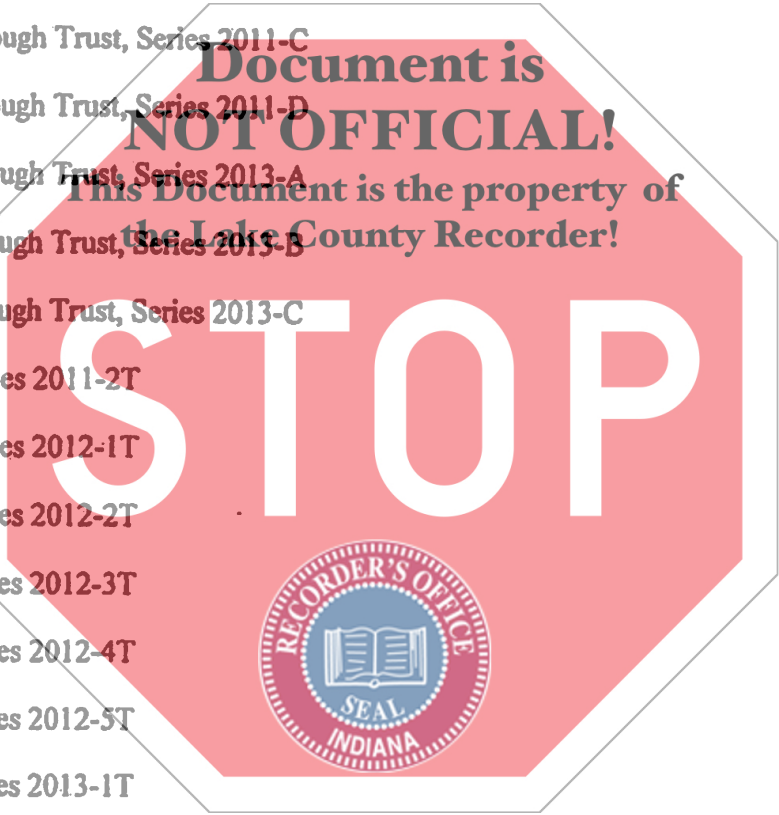 ough Trust, Series 2011-C
Document is
ough Trust, Series 2011-D
NOT OFFICIAL!
ugh Trust, Series 2013-A
This Document is the property of
ugh Trust, Series 2013-B
the Lake County Recorder!
ugh Trust, Series 2013-C
STOP
es 2011-2T
es 2012-1T
es 2012-2T
es 2012-3T
es 2012-4T
es 2012-5T
es 2013-1T
RECORDER'S OFFICE
SEAL
INDIANA